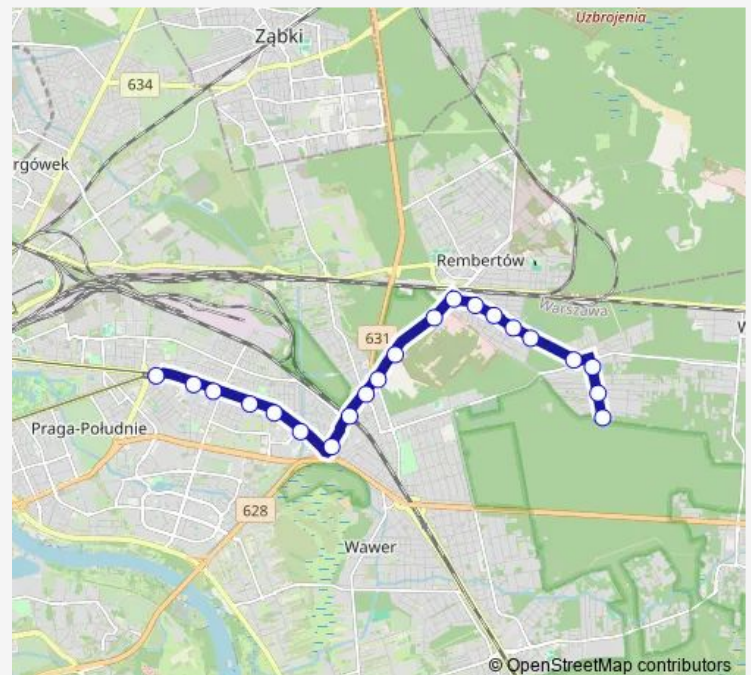 Uzbrojenia
Ząbki
634
rgówek
Rembertów
Warszawa
W
631
Praga-Południe
628
Wawer
© OpenStreetMap contributors